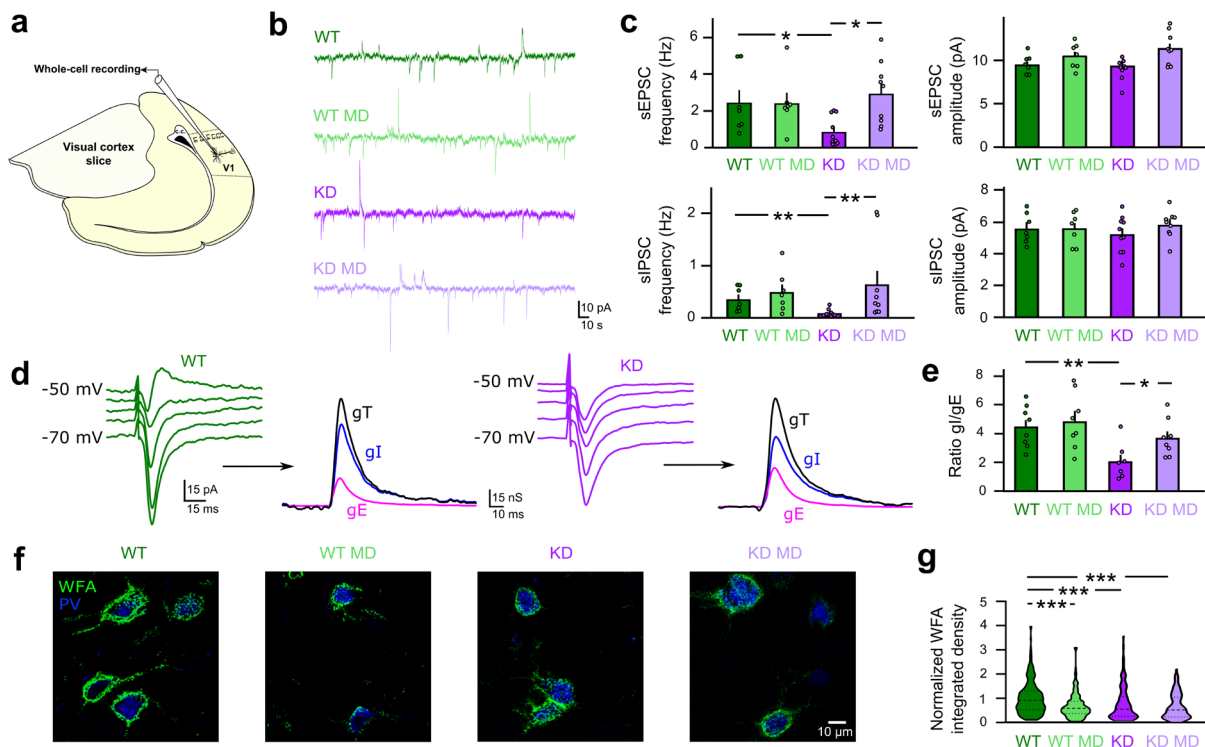 a
Whole-cell recording
Visual cortex
slice
V1
b
WT
WT MD
KD
KD MD
10 pA
10 s
c
sEPSC
frequency (Hz)
6
4
2
0
*
*
WT
WT MD
KD
KD MD
sEPSC
amplitude (pA)
10
5
0
WT
WT MD
KD
KD MD
sIPSC
frequency (Hz)
2
1
0
**
**
WT
WT MD
KD
KD MD
sIPSC
amplitude (pA)
8
6
4
2
0
WT
WT MD
KD
KD MD
d
WT
-50 mV
-70 mV
15 pA
15 ms
gT
gI
gE
15 nS
10 ms
KD
-50 mV
-70 mV
gT
gI
gE
e
Ratio gI/gE
8
6
4
2
0
**
*
WT
WT MD
KD
KD MD
f
WT
WT MD
KD
KD MD
WFA
PV
10 µm
g
Normalized WFA
integrated density
5
4
3
2
1
0
***
***
***
WT
WT MD
KD
KD MD